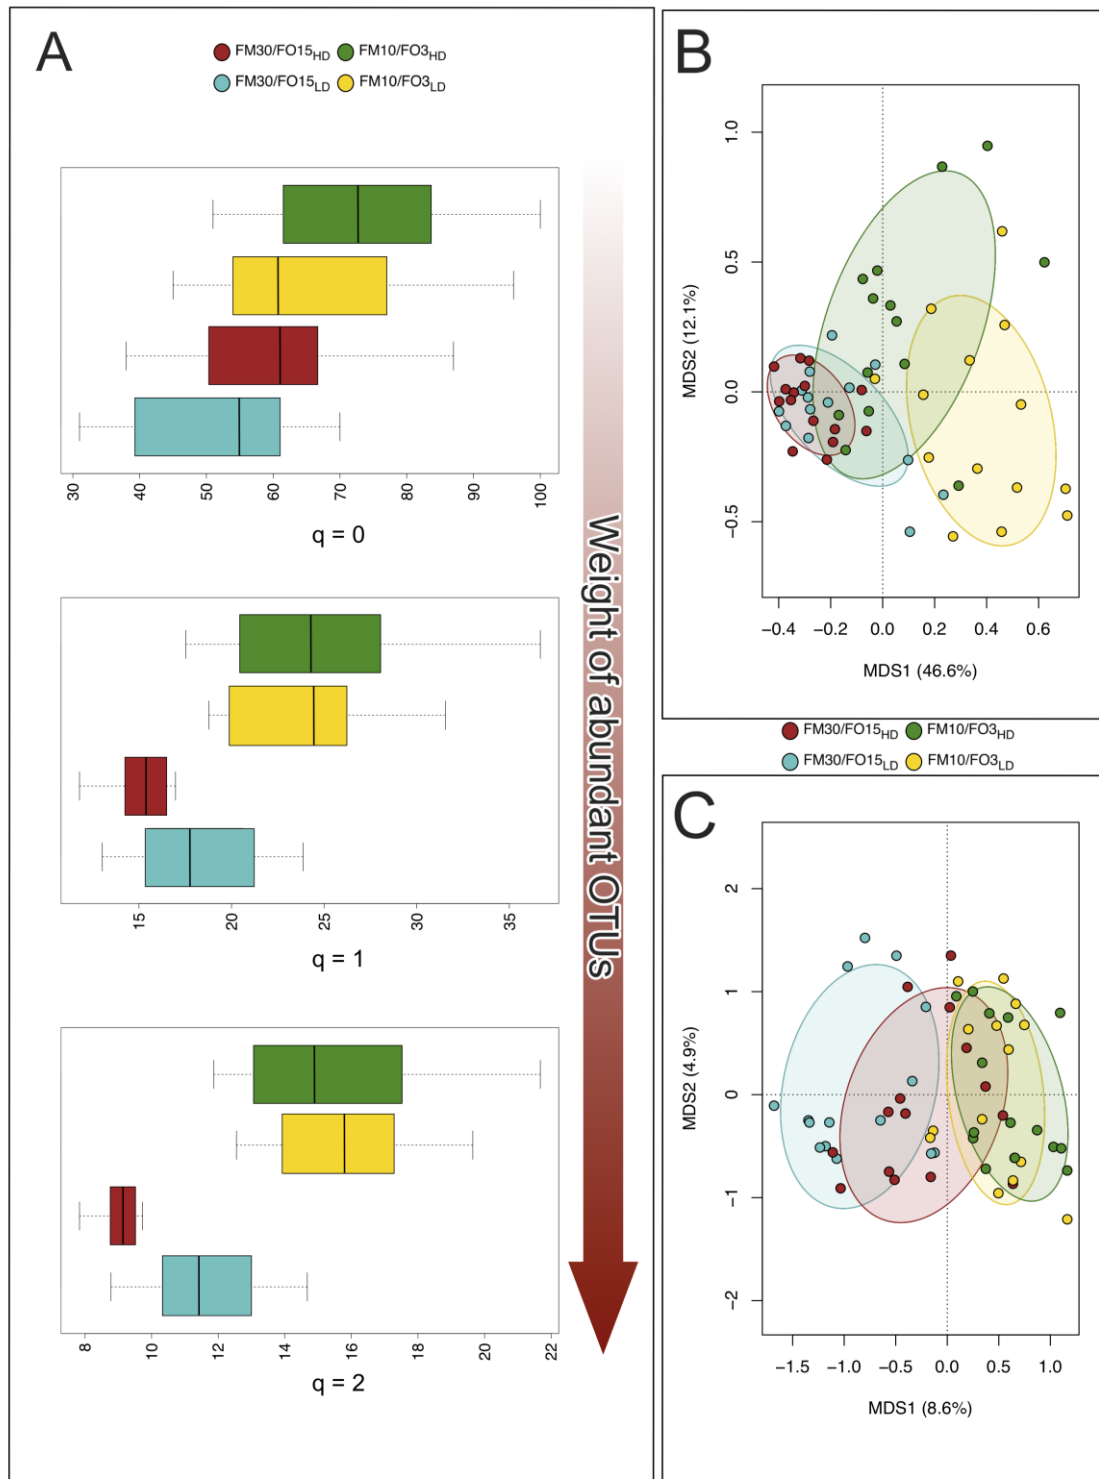 A
FM30/FO15HD FM10/FO3HD
FM30/FO15LD FM10/FO3LD
30 40 50 60 70 80 90 100
q = 0
15 20 25 30 35
q = 1
8 10 12 14 16 18 20 22
q = 2
Weight of abundant OTUs
B
1.0
0.5
0.0
−0.5
MDS2 (12.1%)
−0.4 −0.2 0.0 0.2 0.4 0.6
MDS1 (46.6%)
FM30/FO15HD FM10/FO3HD
FM30/FO15LD FM10/FO3LD
C
2
1
0
−1
−2
MDS2 (4.9%)
−1.5 −1.0 −0.5 0.0 0.5 1.0
MDS1 (8.6%)